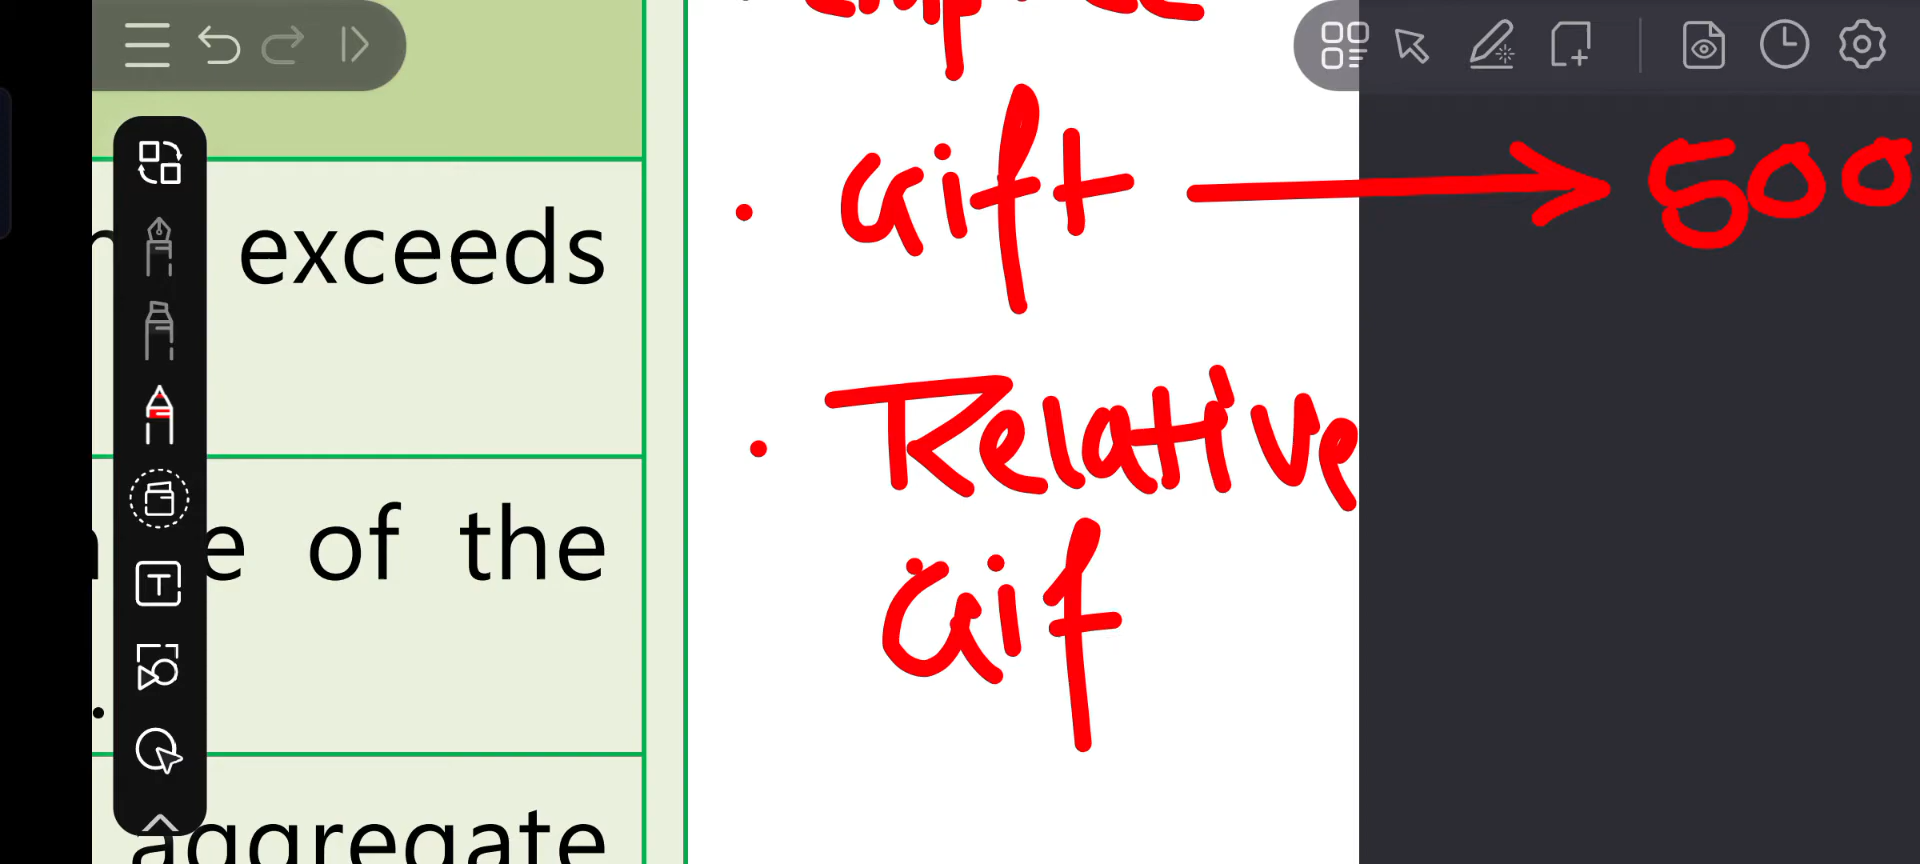 exceeds
e of the
aggregate
. Gift → 500
. Relative
Gif